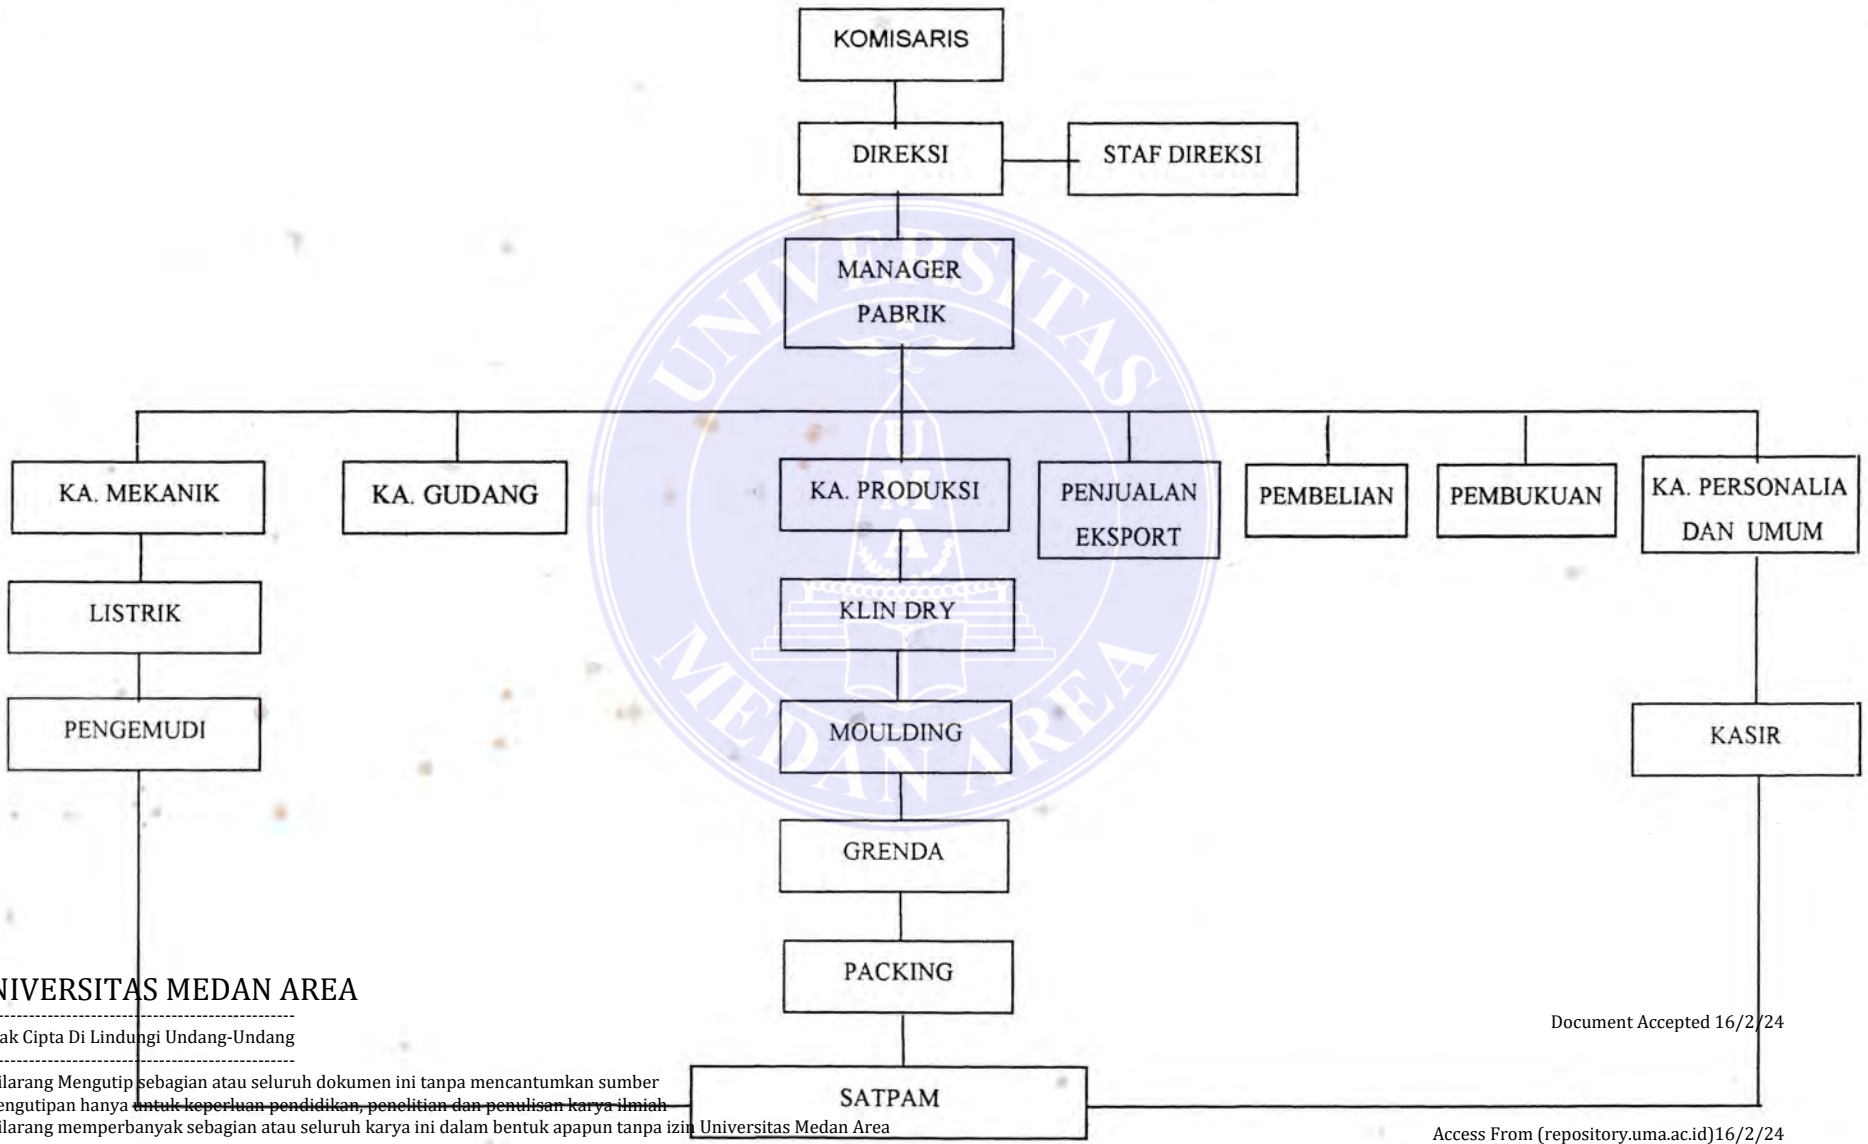 KOMISARIS
DIREKSI
STAF DIREKSI
MANAGER
PABRIK
KA. MEKANIK
KA. GUDANG
KA. PRODUKSI
PENJUALAN
EKSPORT
PEMBELIAN
PEMBUKUAN
KA. PERSONALIA
DAN UMUM
LISTRIK
KLIN DRY
PENGEMUDI
MOULDING
KASIR
GRENDA
PACKING
SATPAM
UNIVERSITAS
MEDAN AREA
UMA
NIVERSITAS MEDAN AREA
ak Cipta Di Lindungi Undang-Undang
Document Accepted 16/2/24
ilarang Mengutip sebagian atau seluruh dokumen ini tanpa mencantumkan sumber
engutipan hanya untuk keperluan pendidikan, penelitian dan penulisan karya ilmiah
ilarang memperbanyak sebagian atau seluruh karya ini dalam bentuk apapun tanpa izin Universitas Medan Area
Access From (repository.uma.ac.id)16/2/24